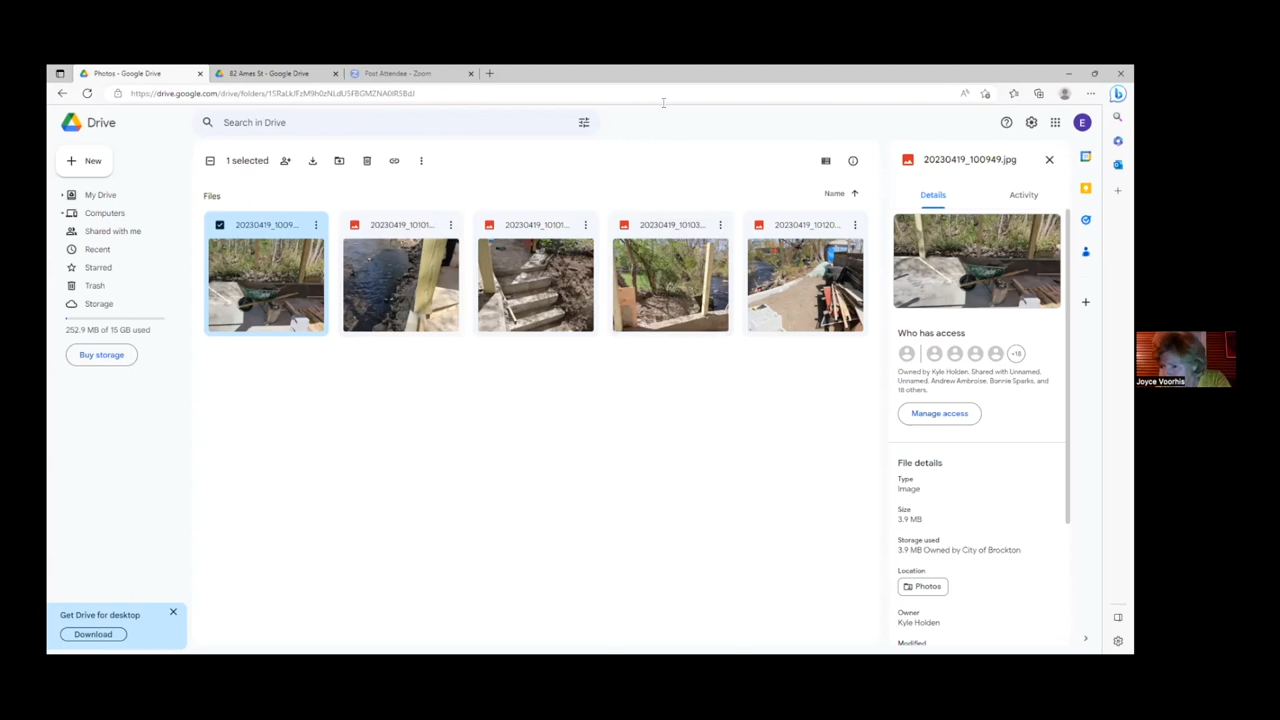 Photos - Google Drive
82 Ames St - Google Drive
Post Attendee - Zoom
Drive
Search in Drive
E
New
1 selected
20230419_100949.jpg
Files
Name
Details
Activity
My Drive
Computers
Shared with me
Recent
Starred
Trash
Storage
252.9 MB of 15 GB used
Buy storage
20230419_1009...
20230419_10101...
20230419_10101...
20230419_10103...
20230419_10120...
Who has access
+18
Owned by Kyle Holden. Shared with Unnamed,
Unnamed, Andrew Ambroise, Bonnie Sparks, and
18 others.
Manage access
File details
Type
Image
Size
3.9 MB
Storage used
3.9 MB Owned by City of Brockton
Location
Photos
Owner
Kyle Holden
Modified
Get Drive for desktop
Download
Joyce Voorhis